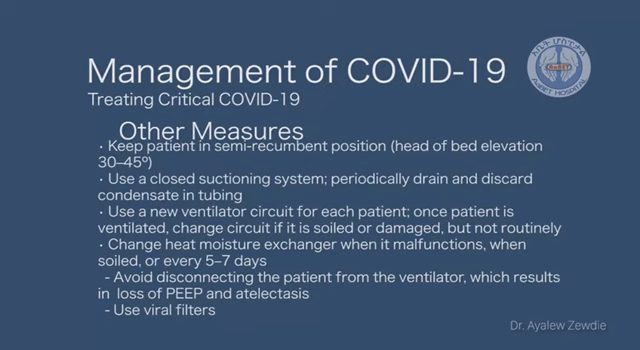 Management of COVID-19
Treating Critical COVID-19
Other Measures
• Keep patient in semi-recumbent position (head of bed elevation
30–45º)
• Use a closed suctioning system; periodically drain and discard
condensate in tubing
• Use a new ventilator circuit for each patient; once patient is
ventilated, change circuit if it is soiled or damaged, but not routinely
• Change heat moisture exchanger when it malfunctions, when
soiled, or every 5–7 days
- Avoid disconnecting the patient from the ventilator, which results
in loss of PEEP and atelectasis
- Use viral filters
AaBET HOSPITAL
Dr. Ayalew Zewdie